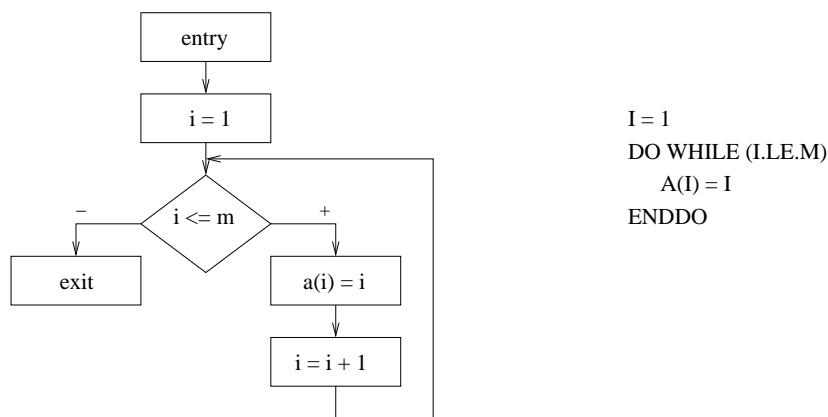 entry
i = 1
i <= m
−
+
exit
a(i) = i
i = i + 1
I = 1
DO WHILE (I.LE.M)
A(I) = I
ENDDO